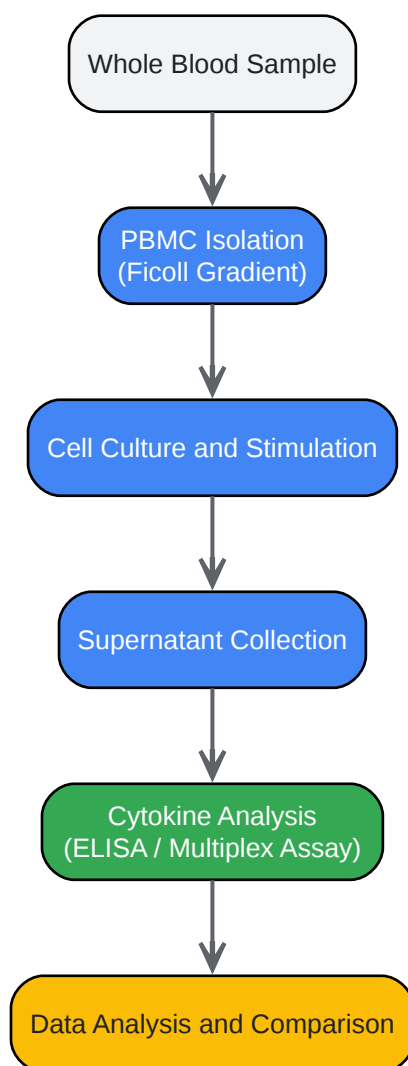 Whole Blood Sample
PBMC Isolation
(Ficoll Gradient)
Cell Culture and Stimulation
Supernatant Collection
Cytokine Analysis
(ELISA / Multiplex Assay)
Data Analysis and Comparison